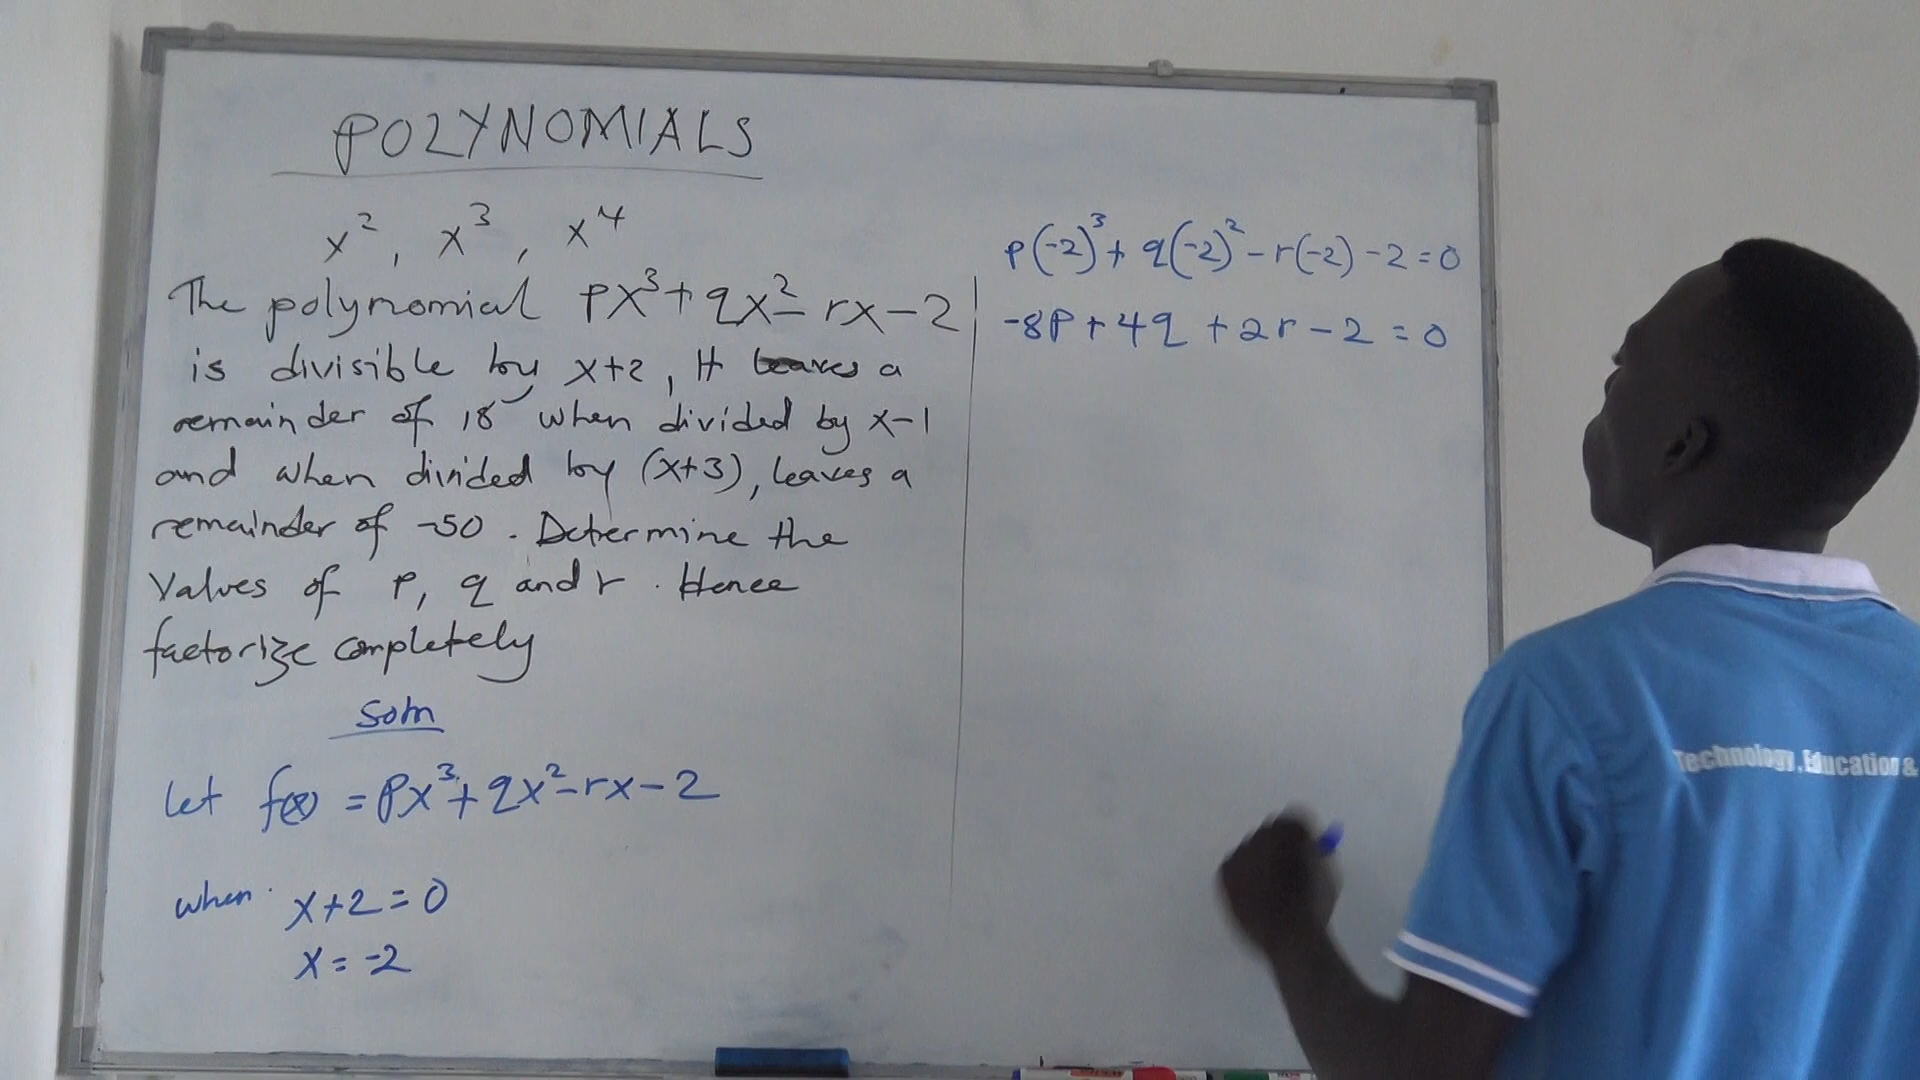 POLYNOMIALS
x², x³, x⁴
The polynomial px³+qx²-rx-2
is divisible by x+2, It leaves a
remainder of 18 when divided by x-1
and when divided by (x+3), leaves a
remainder of -50. Determine the
values of p, q and r. Hence
factorize completely
Soln
Let f(x) = px³+qx²-rx-2
when x+2=0
x=-2
p(-2)³+q(-2)²-r(-2)-2=0
-8p+4q+2r-2=0
Technology, Education &